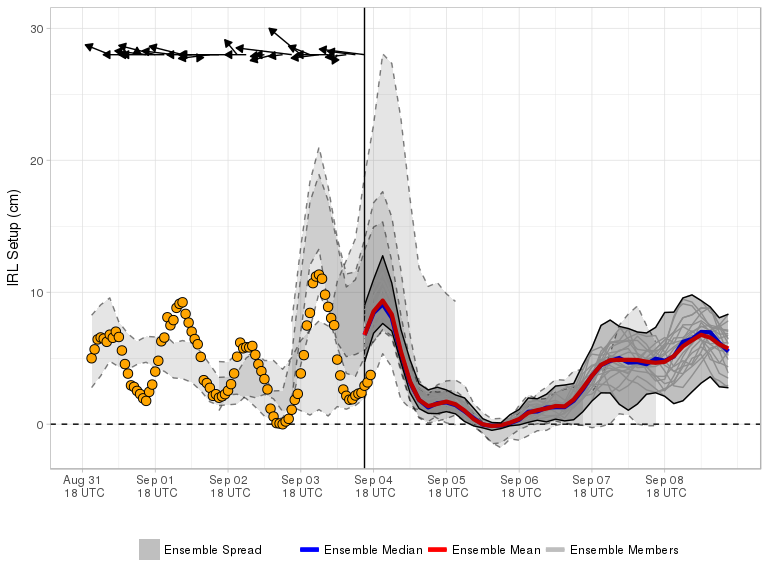 30
20
10
0
IRL Setup (cm)
Aug 31 Sep 01 Sep 02 Sep 03 Sep 04 Sep 05 Sep 06 Sep 07 Sep 08
18 UTC 18 UTC 18 UTC 18 UTC 18 UTC 18 UTC 18 UTC 18 UTC 18 UTC
Ensemble Spread Ensemble Median Ensemble Mean Ensemble Members